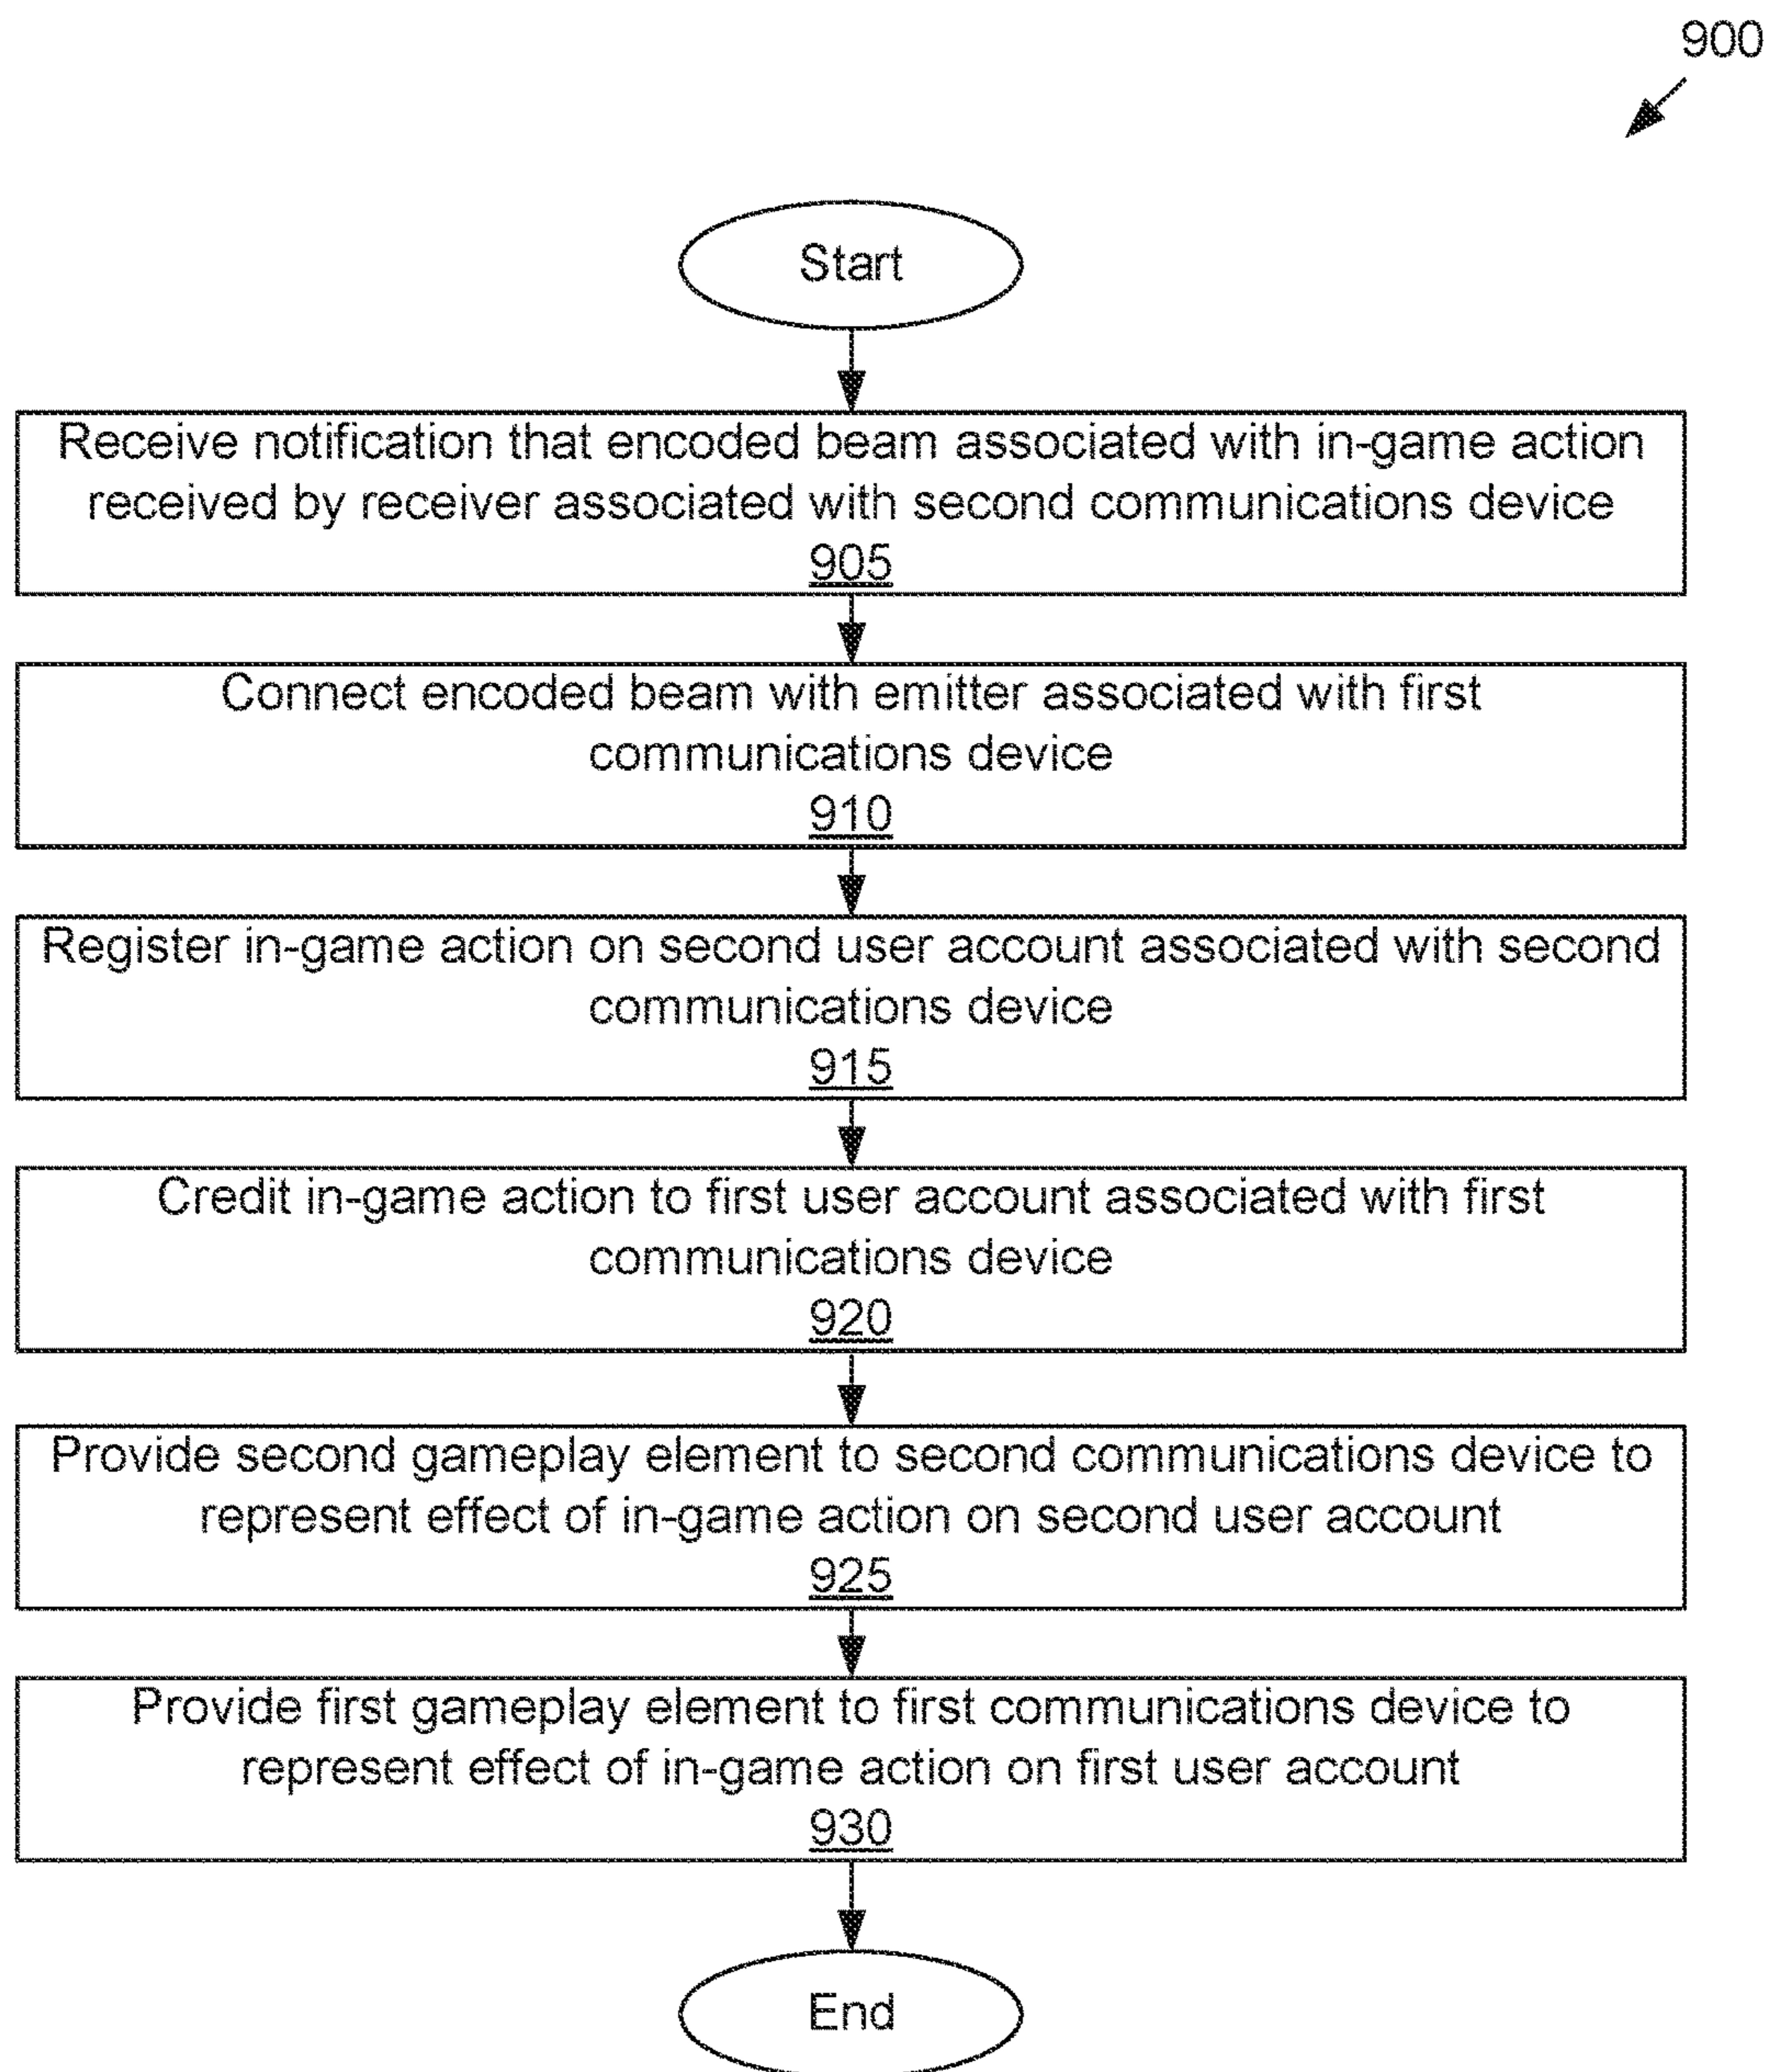 900
Start
Receive notification that encoded beam associated with in-game action
received by receiver associated with second communications device
905
Connect encoded beam with emitter associated with first
communications device
910
Register in-game action on second user account associated with second
communications device
915
Credit in-game action to first user account associated with first
communications device
920
Provide second gameplay element to second communications device to
represent effect of in-game action on second user account
925
Provide first gameplay element to first communications device to
represent effect of in-game action on first user account
930
End